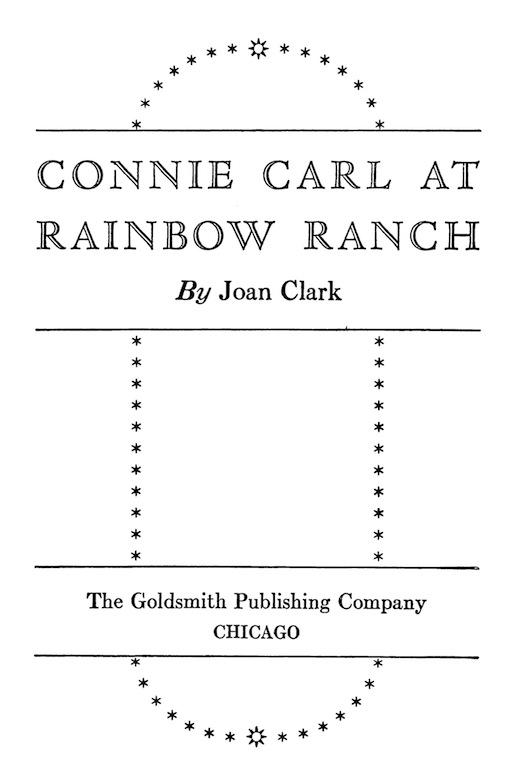 CONNIE CARL AT
RAINBOW RANCH
By Joan Clark
The Goldsmith Publishing Company
CHICAGO